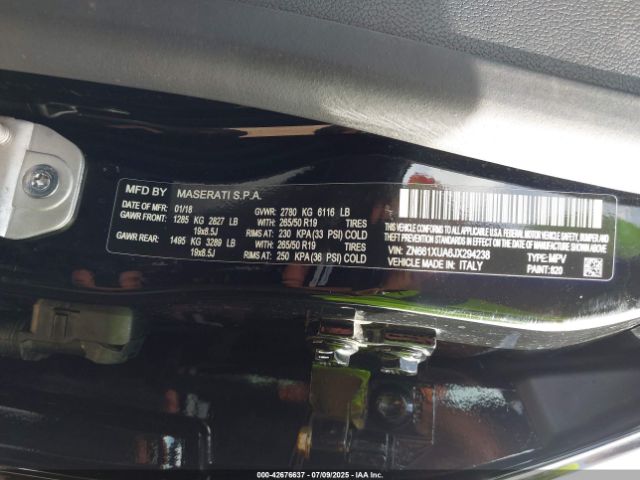 MFD BY MASERATI S.P.A.
DATE OF MFR: 01/18 GVWR: 2780 KG 6116 LB
GAWR FRONT: 1285 KG 2827 LB WITH: 265/50 R19 TIRES
19x8.5J RIMS AT: 230 KPA (33 PSI) COLD
GAWR REAR: 1495 KG 3289 LB WITH: 265/50 R19 TIRES
19x8.5J RIMS AT: 250 KPA (36 PSI) COLD
THIS VEHICLE CONFORMS TO ALL APPLICABLE U.S.A. FEDERAL MOTOR VEHICLE SAFETY, BUMPER, AND
THEFT PREVENTION STANDARDS IN EFFECT ON THE DATE OF MANUFACTURE SHOWN ABOVE.
VIN: ZN661XUA6JX294238 TYPE: MPV
VEHICLE MADE IN: ITALY PAINT: 620
00-42676637 - 07/09/2025 - IAA Inc.